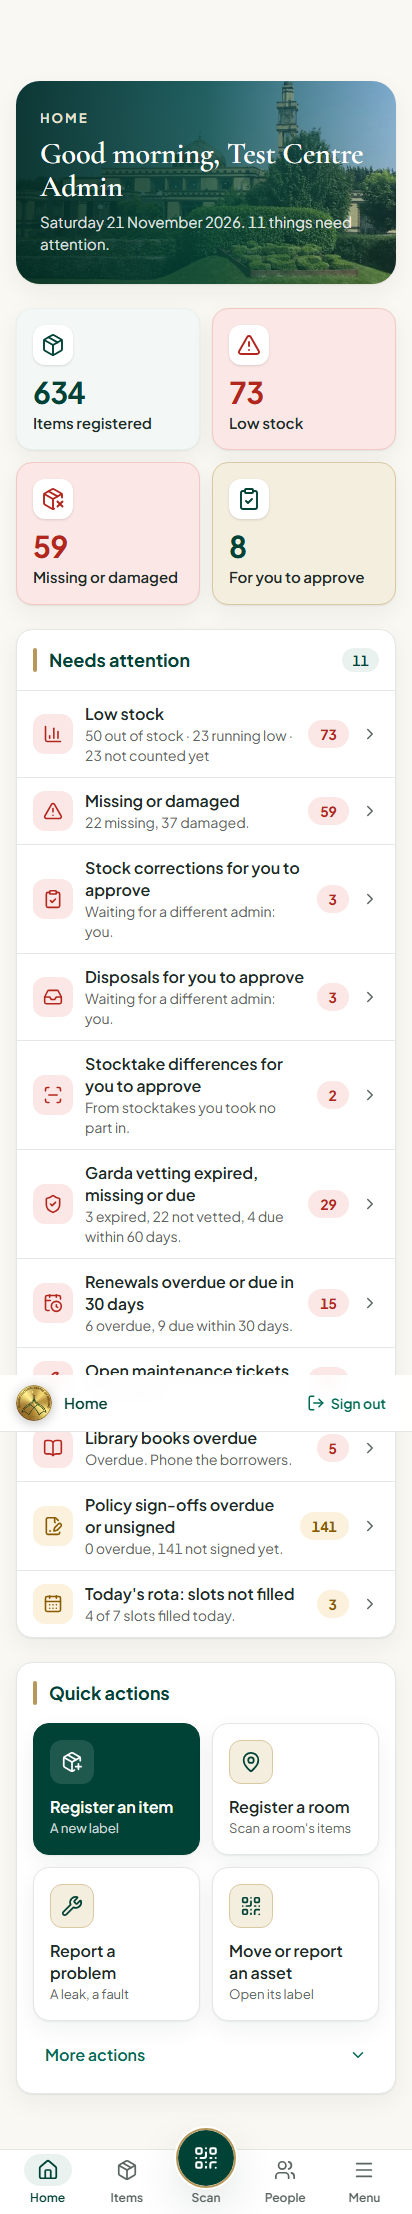 HOME
Good morning, Test Centre
Admin
Saturday 21 November 2026. 11 things need
attention.
634
Items registered
73
Low stock
59
Missing or damaged
8
For you to approve
Needs attention
11
Low stock
50 out of stock · 23 running low ·
23 not counted yet
73
Missing or damaged
22 missing, 37 damaged.
59
Stock corrections for you to
approve
Waiting for a different admin:
you.
3
Disposals for you to approve
Waiting for a different admin:
you.
3
Stocktake differences for
you to approve
From stocktakes you took no
part in.
2
Garda vetting expired,
missing or due
3 expired, 22 not vetted, 4 due
within 60 days.
29
Renewals overdue or due in
30 days
6 overdue, 9 due within 30 days.
15
Open maintenance tickets
Home
Sign out
Library books overdue
Overdue. Phone the borrowers.
5
Policy sign-offs overdue
or unsigned
0 overdue, 141 not signed yet.
141
Today's rota: slots not filled
4 of 7 slots filled today.
3
Quick actions
Register an item
A new label
Register a room
Scan a room's items
Report a
problem
A leak, a fault
Move or report
an asset
Open its label
More actions
Home
Items
Scan
People
Menu